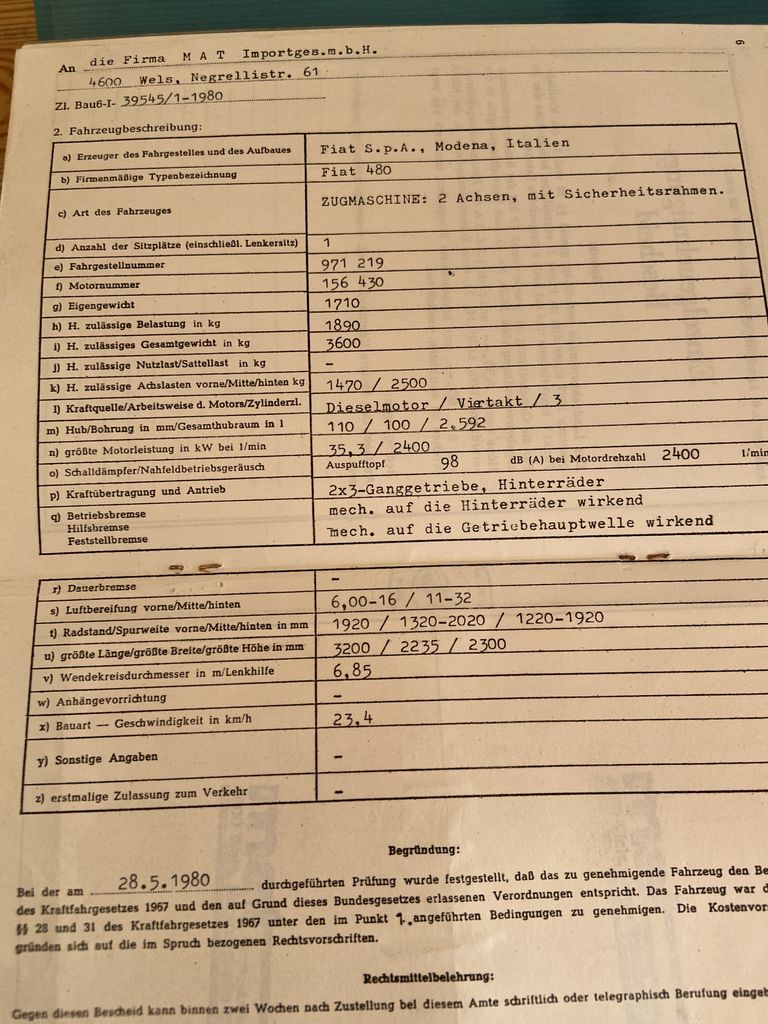 6
An die Firma M A T Importges.m.b.H.
4600 Wels, Negrellistr. 61
Zl. Bau6-I- 39545/1-1980
2. Fahrzeugbeschreibung:
a) Erzeuger des Fahrgestelles und des Aufbaues Fiat S.p.A., Modena, Italien
b) Firmenmäßige Typenbezeichnung Fiat 480
c) Art des Fahrzeuges ZUGMASCHINE: 2 Achsen, mit Sicherheitsrahmen.
d) Anzahl der Sitzplätze (einschließl. Lenkersitz) 1
e) Fahrgestellnummer 971 219
f) Motornummer 156 430
g) Eigengewicht 1710
h) H. zulässige Belastung in kg 1890
i) H. zulässiges Gesamtgewicht in kg 3600
j) H. zulässige Nutzlast/Sattellast in kg –
k) H. zulässige Achslasten vorne/Mitte/hinten kg 1470 / 2500
l) Kraftquelle/Arbeitsweise d. Motors/Zylinderzl. Dieselmotor / Viertakt / 3
m) Hub/Bohrung in mm/Gesamthubraum in l 110 / 100 / 2.592
n) größte Motorleistung in kW bei 1/min 35,3 / 2400
o) Schalldämpfer/Nahfeldbetriebsgeräusch Auspufftopf 98 dB (A) bei Motordrehzahl 2400 1/min
p) Kraftübertragung und Antrieb 2x3-Ganggetriebe, Hinterräder
q) Betriebsbremse mech. auf die Hinterräder wirkend
Hilfsbremse
Feststellbremse mech. auf die Getriebehauptwelle wirkend
r) Dauerbremse –
s) Luftbereifung vorne/Mitte/hinten 6,00-16 / 11-32
t) Radstand/Spurweite vorne/Mitte/hinten in mm 1920 / 1320-2020 / 1220-1920
u) größte Länge/größte Breite/größte Höhe in mm 3200 / 2235 / 2300
v) Wendekreisdurchmesser in m/Lenkhilfe 6,85
w) Anhängevorrichtung –
x) Bauart — Geschwindigkeit in km/h 23,4
y) Sonstige Angaben –
z) erstmalige Zulassung zum Verkehr –
Begründung:
Bei der am 28.5.1980 durchgeführten Prüfung wurde festgestellt, daß das zu genehmigende Fahrzeug den Be
des Kraftfahrgesetzes 1967 und den auf Grund dieses Bundesgesetzes erlassenen Verordnungen entspricht. Das Fahrzeug war d
§§ 28 und 31 des Kraftfahrgesetzes 1967 unter den im Punkt 1. angeführten Bedingungen zu genehmigen. Die Kostenvor
gründen sich auf die im Spruch bezogenen Rechtsvorschriften.
Rechtsmittelbelehrung:
Gegen diesen Bescheid kann binnen zwei Wochen nach Zustellung bei diesem Amte schriftlich oder telegraphisch Berufung eingeb